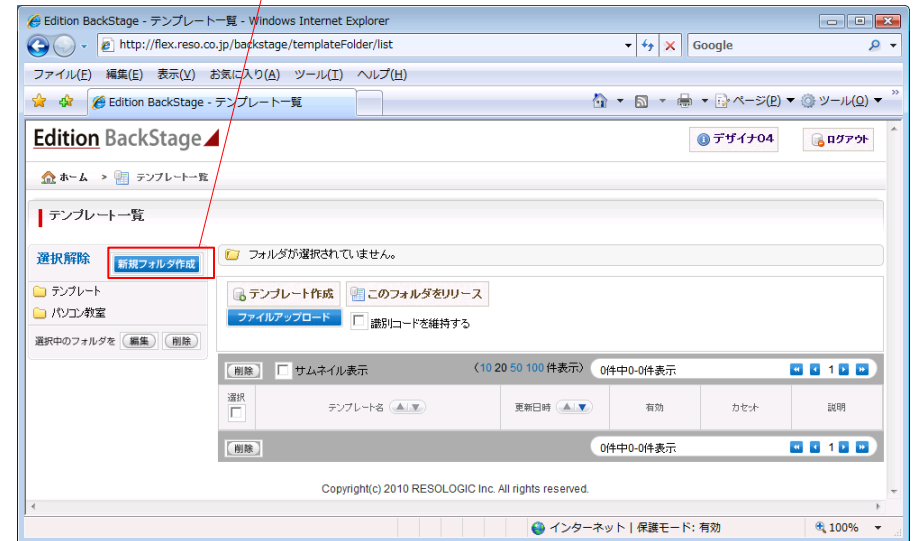 Edition BackStage - テンプレート一覧 - Windows Internet Explorer
http://flex.reso.co.jp/backstage/templateFolder/list
Google
ファイル(F) 編集(E) 表示(V) お気に入り(A) ツール(T) ヘルプ(H)
Edition BackStage - テンプレート一覧
ページ(P) ツール(O)
Edition BackStage
デザイナ04 ログアウト
ホーム > テンプレート一覧
テンプレート一覧
選択解除 新規フォルダ作成
フォルダが選択されていません。
テンプレート
パソコン教室
選択中のフォルダを 編集 削除
テンプレート作成 このフォルダをリリース
ファイルアップロード 識別コードを維持する
削除 サムネイル表示 (10 20 50 100 件表示) 0件中0-0件表示 1
選択 テンプレート名 更新日時 有効 カセット 説明
削除 0件中0-0件表示 1
Copyright(c) 2010 RESOLOGIC Inc. All rights reserved.
インターネット | 保護モード: 有効 100%